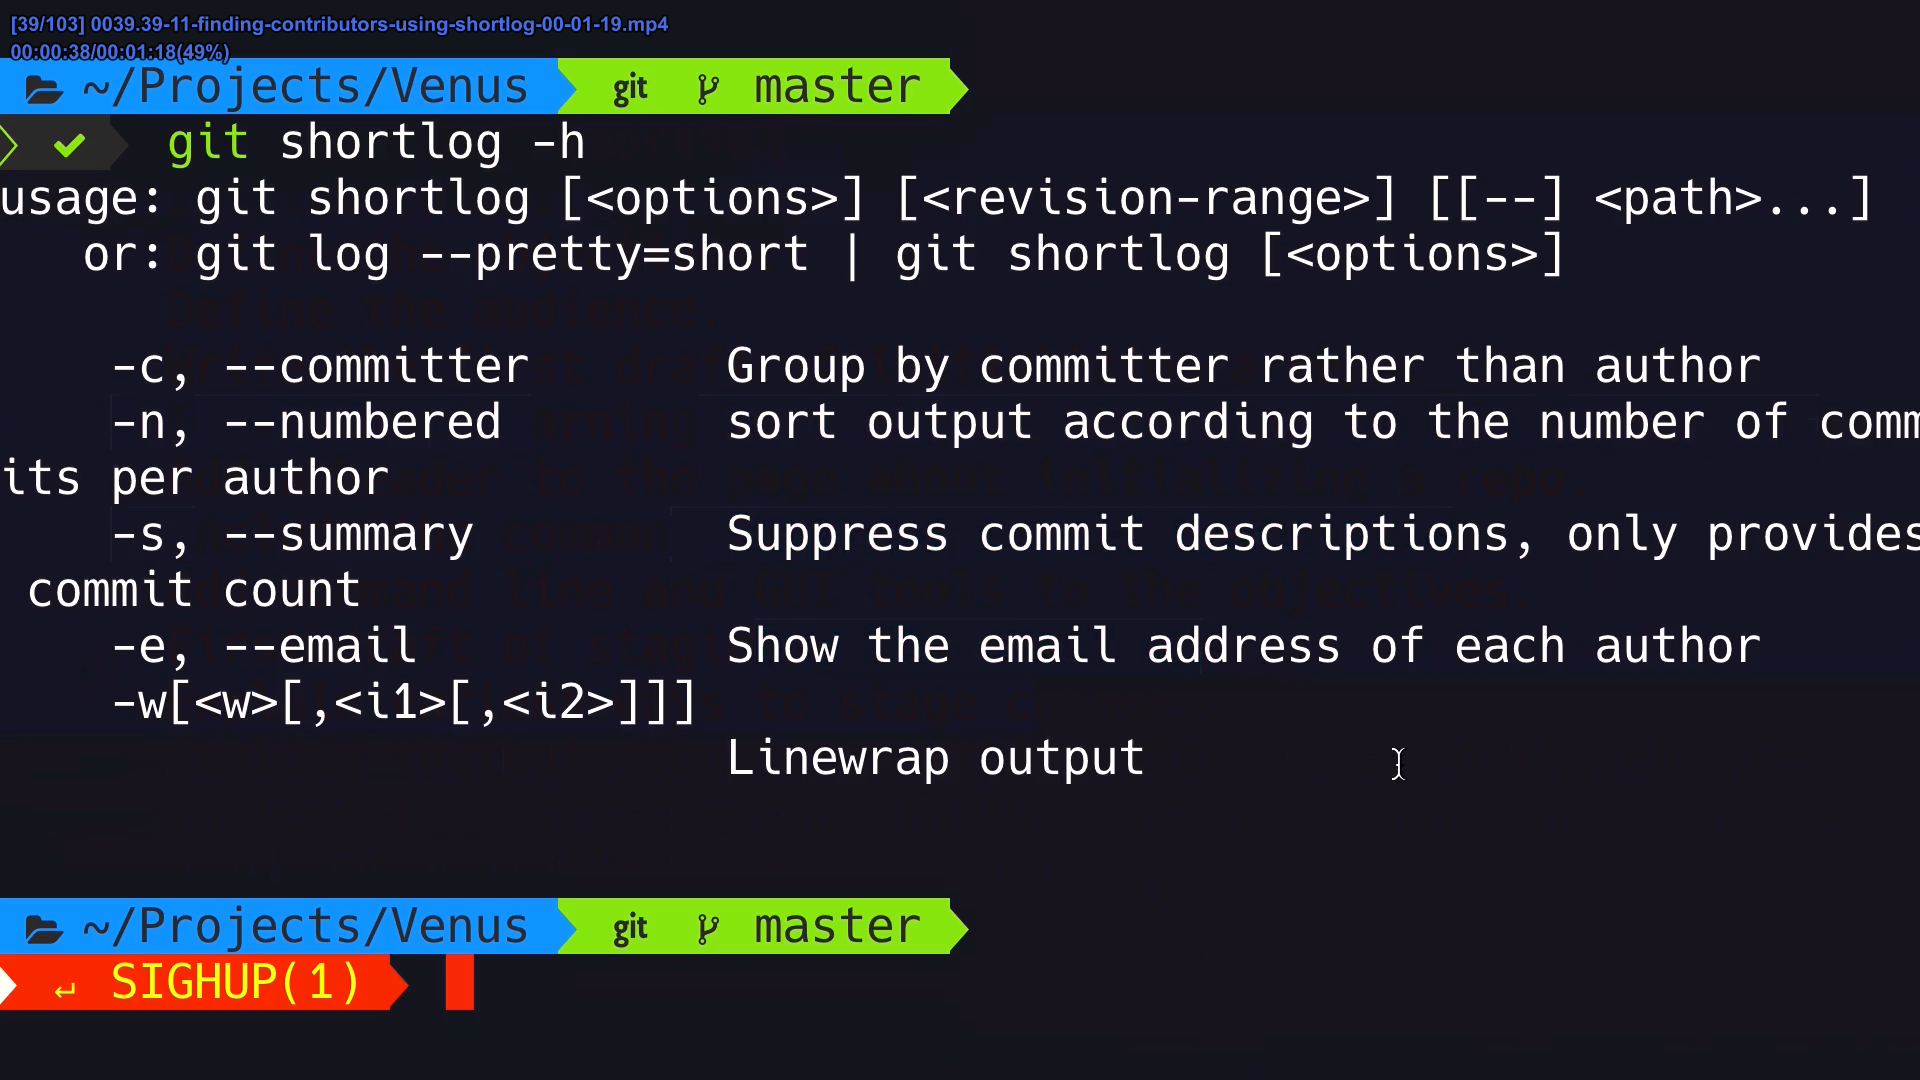 [39/103] 0039.39-11-finding-contributors-using-shortlog-00-01-19.mp4
00:00:38/00:01:18(49%)
~/Projects/Venus git master
git shortlog -h
usage: git shortlog [<options>] [<revision-range>] [[--] <path>...]
or: git log --pretty=short | git shortlog [<options>]
-c, --committer Group by committer rather than author
-n, --numbered sort output according to the number of comm
its per author
-s, --summary Suppress commit descriptions, only provides
commit count
-e, --email Show the email address of each author
-w[<w>[,<i1>[,<i2>]]]
Linewrap output
~/Projects/Venus git master
↵ SIGHUP(1)